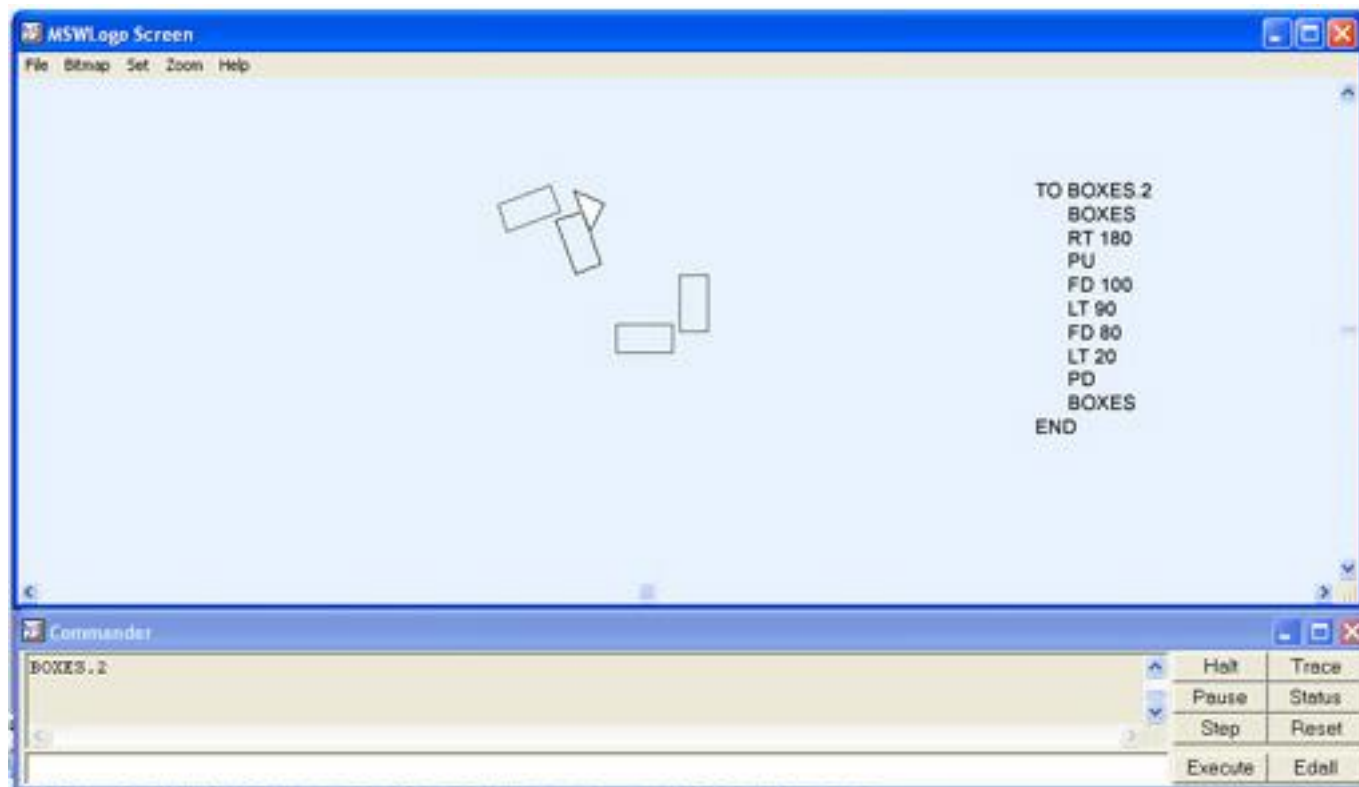 MSWLogo Screen
File Bitmap Set Zoom Help
TO BOXES.2
BOXES
RT 180
PU
FD 100
LT 90
FD 80
LT 20
PD
BOXES
END
Commander
BOXES.2
Halt Trace
Pause Status
Step Reset
Execute Edall